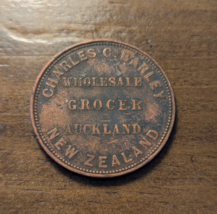 CHARLES C. BARLEY
WHOLESALE
GROCER
AUCKLAND
NEW ZEALAND